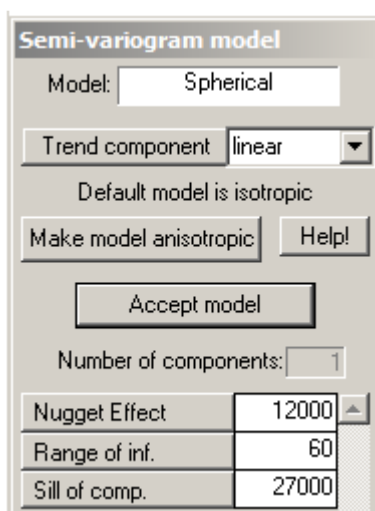 Semi-variogram model
Model: Spherical
Trend component linear
Default model is isotropic
Make model anisotropic Help!
Accept model
Number of components: 1
Nugget Effect 12000
Range of inf. 60
Sill of comp. 27000